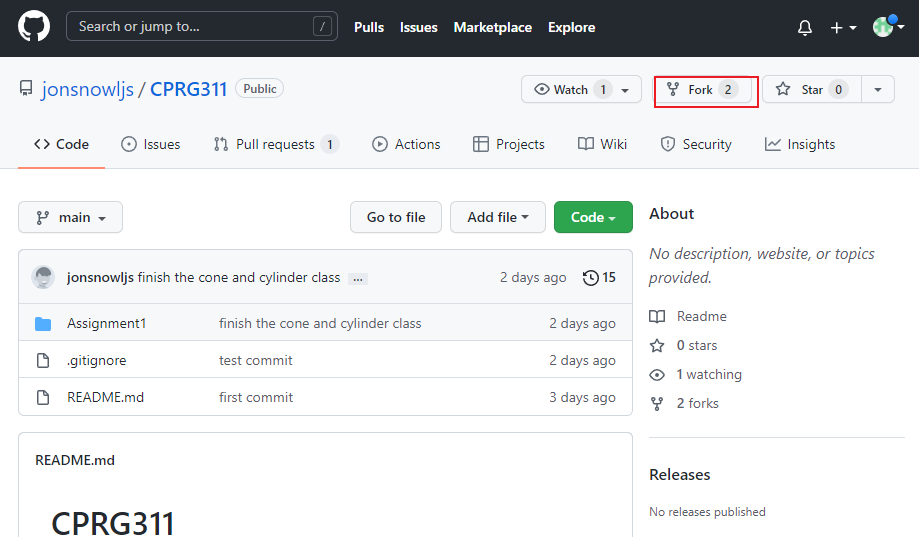 Search or jump to... /
Pulls Issues Marketplace Explore
jonsnowljs / CPRG311 Public
Watch 1 Fork 2 Star 0
Code Issues Pull requests 1 Actions Projects Wiki Security Insights
main Go to file Add file Code
jonsnowljs finish the cone and cylinder class ... 2 days ago 15
Assignment1 finish the cone and cylinder class 2 days ago
.gitignore test commit 2 days ago
README.md first commit 3 days ago
README.md
CPRG311
About
No description, website, or topics
provided.
Readme
0 stars
1 watching
2 forks
Releases
No releases published